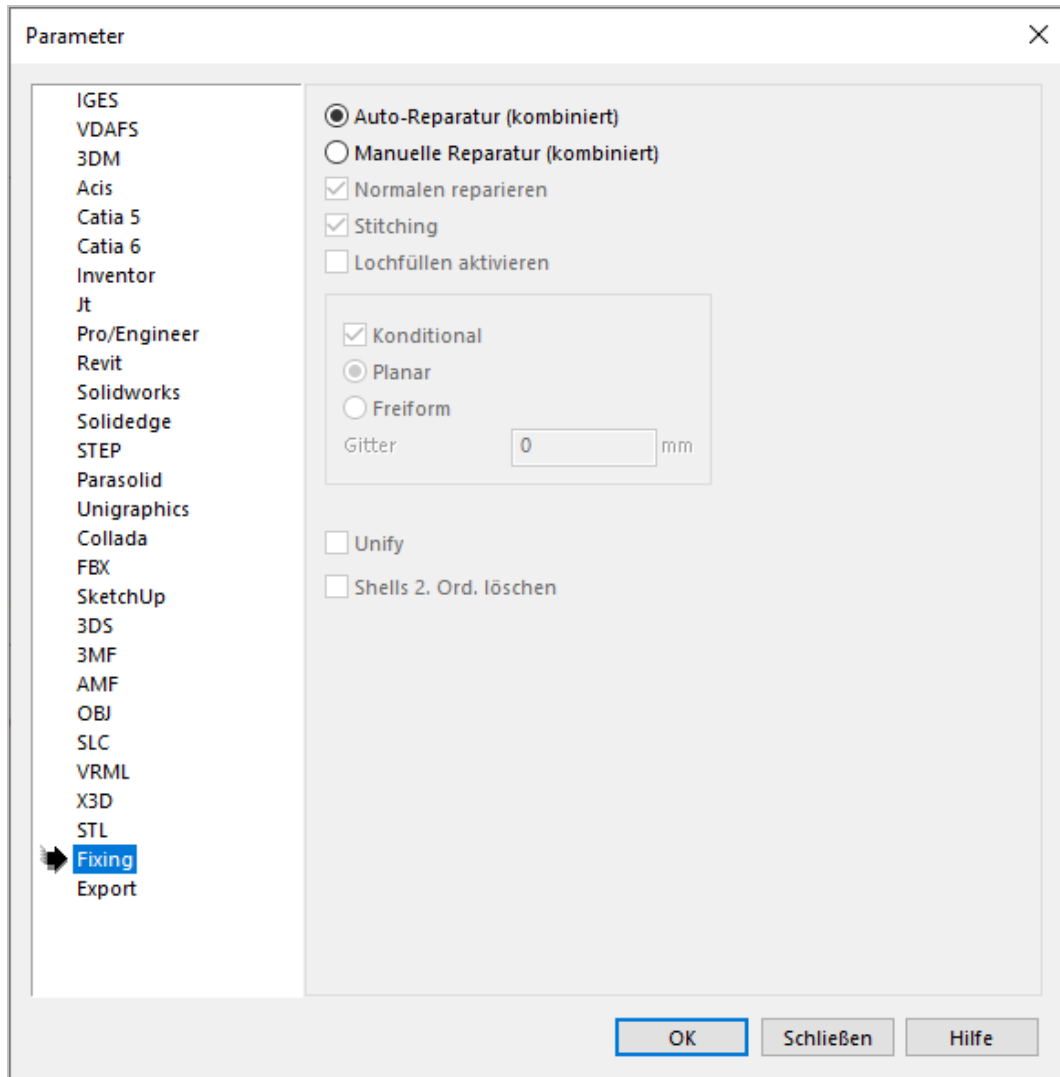 Parameter
IGES
VDAFS
3DM
Acis
Catia 5
Catia 6
Inventor
Jt
Pro/Engineer
Revit
Solidworks
Solidedge
STEP
Parasolid
Unigraphics
Collada
FBX
SketchUp
3DS
3MF
AMF
OBJ
SLC
VRML
X3D
STL
Fixing
Export
Auto-Reparatur (kombiniert)
Manuelle Reparatur (kombiniert)
Normalen reparieren
Stitching
Lochfüllen aktivieren
Konditional
Planar
Freiform
Gitter 0 mm
Unify
Shells 2. Ord. löschen
OK Schließen Hilfe